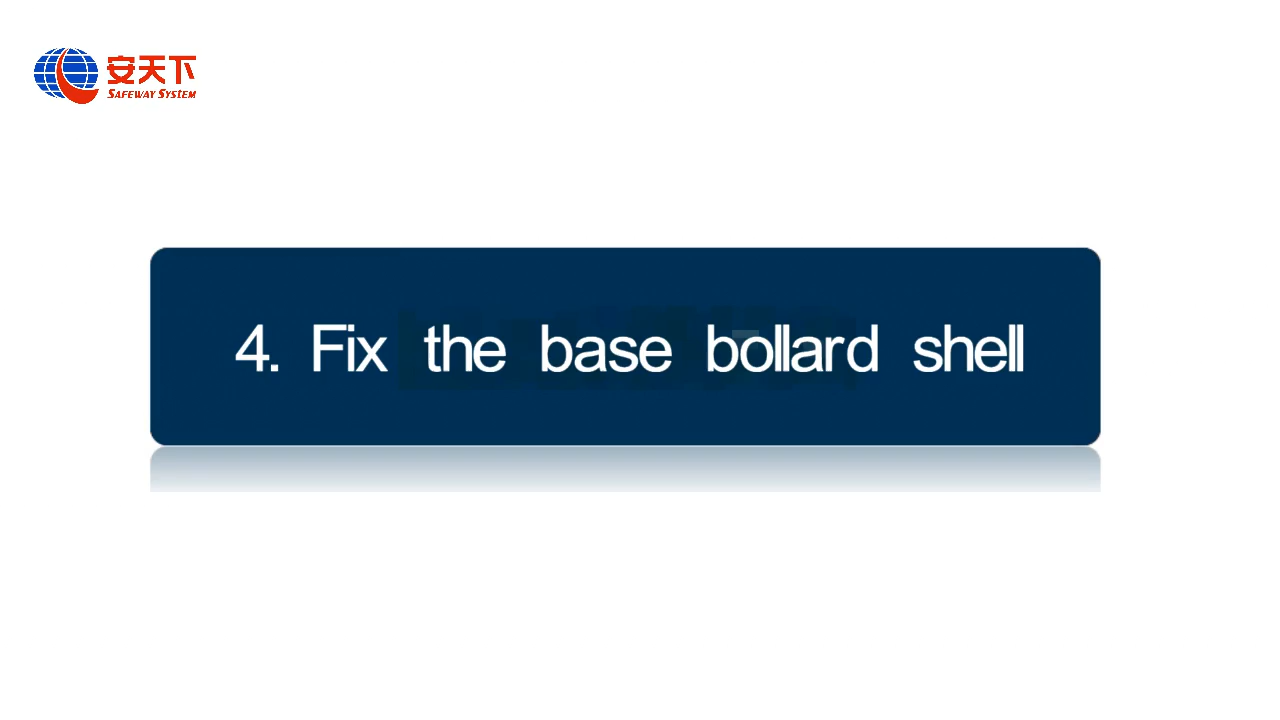 安天下
SAFEWAY SYSTEM
4. Fix the base bollard shell